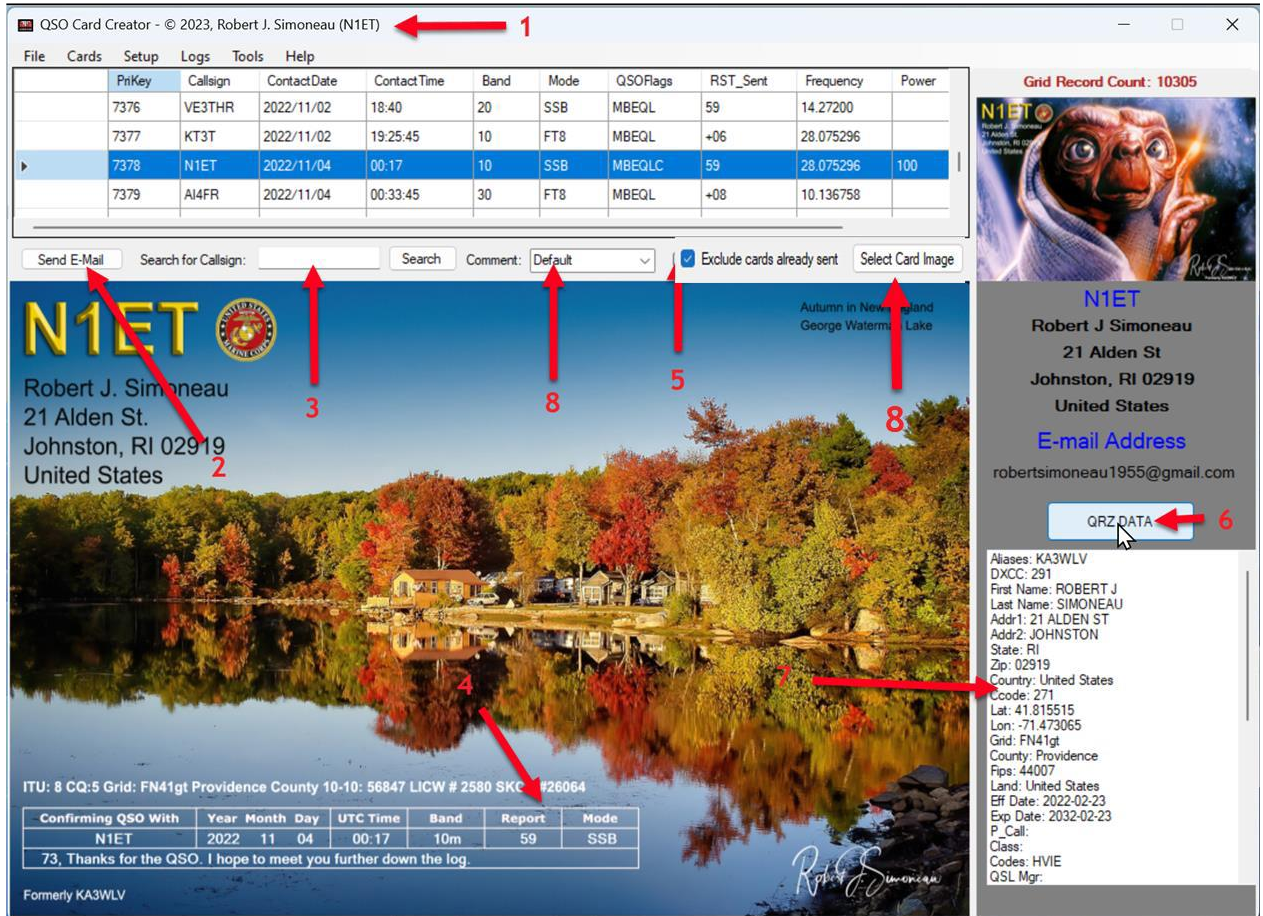 QSO Card Creator - © 2023, Robert J. Simoneau (N1ET)
1
File Cards Setup Logs Tools Help
PriKey Callsign ContactDate ContactTime Band Mode QSOFlags RST_Sent Frequency Power
7376 VE3THR 2022/11/02 18:40 20 SSB MBEQL 59 14.27200
7377 KT3T 2022/11/02 19:25:45 10 FT8 MBEQL +06 28.075296
7378 N1ET 2022/11/04 00:17 10 SSB MBEQLC 59 28.075296 100
7379 AI4FR 2022/11/04 00:33:45 30 FT8 MBEQL +08 10.136758
Send E-Mail Search for Callsign: Search Comment: Default Exclude cards already sent Select Card Image
2
3
8
5
8
N1ET
Robert J. Simoneau
21 Alden St.
Johnston, RI 02919
United States
Autumn in New England
George Waterman Lake
4
ITU: 8 CQ:5 Grid: FN41gt Providence County 10-10: 56847 LICW # 2580 #26064
Confirming QSO With Year Month Day UTC Time Band Report Mode
N1ET 2022 11 04 00:17 10m 59 SSB
73, Thanks for the QSO. I hope to meet you further down the log.
Formerly KA3WLV
Robert J Simoneau
Grid Record Count: 10305
N1ET
Robert J. Simoneau
21 Alden St.
Johnston, RI 02919
United States
N1ET
Robert J Simoneau
21 Alden St
Johnston, RI 02919
United States
E-mail Address
robertsimoneau1955@gmail.com
QRZ DATA
6
7
Aliases: KA3WLV
DXCC: 291
First Name: ROBERT J
Last Name: SIMONEAU
Addr1: 21 ALDEN ST
Addr2: JOHNSTON
State: RI
Zip: 02919
Country: United States
Ccode: 271
Lat: 41.815515
Lon: -71.473065
Grid: FN41gt
County: Providence
Fips: 44007
Land: United States
Eff Date: 2022-02-23
Exp Date: 2032-02-23
P_Call:
Class:
Codes: HVIE
QSL Mgr: